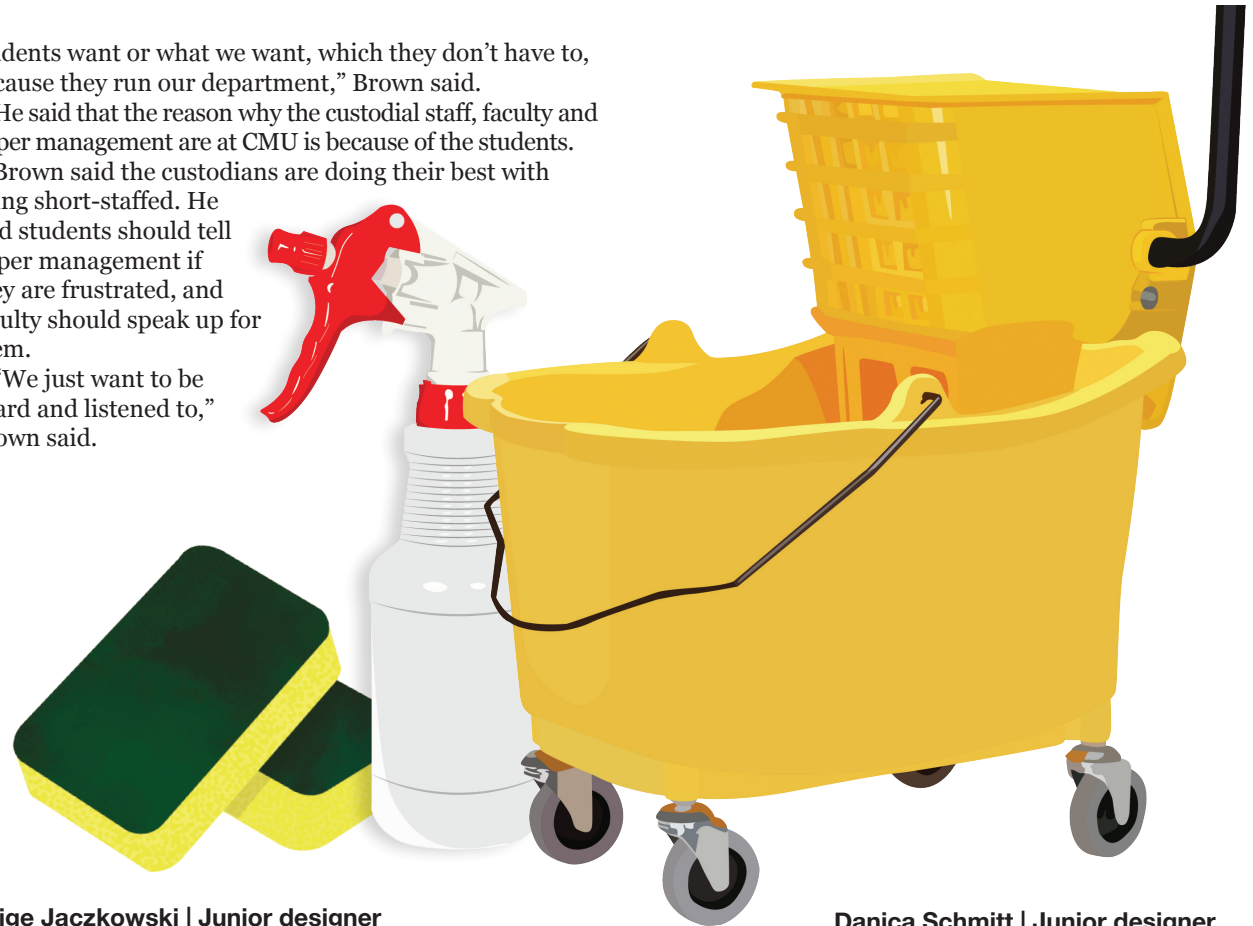 dents want or what we want, which they don’t have to,
cause they run our department,” Brown said.
He said that the reason why the custodial staff, faculty and
per management are at CMU is because of the students.
Brown said the custodians are doing their best with
ng short-staffed. He
d students should tell
per management if
ey are frustrated, and
ulty should speak up for
em.
“We just want to be
ard and listened to,”
own said.
ige Jaczkowski | Junior designer
Danica Schmitt | Junior designer